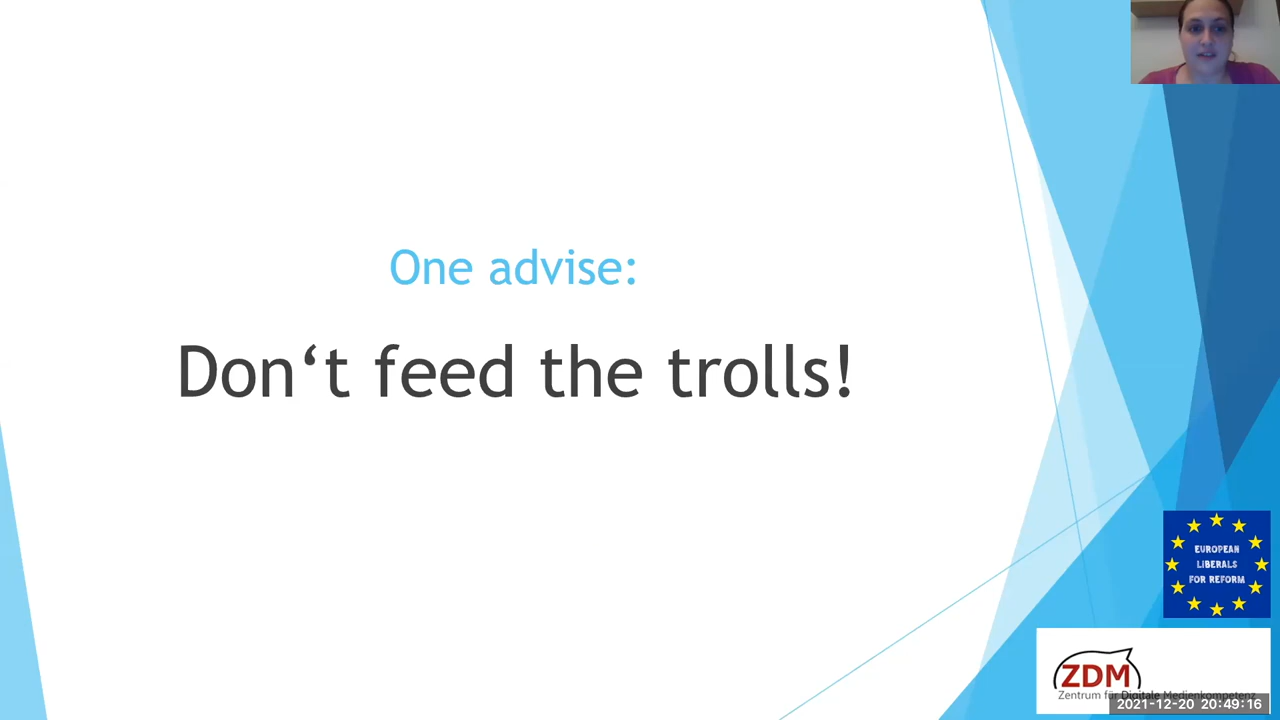 One advise:
Don‘t feed the trolls!
EUROPEAN
LIBERALS
FOR REFORM
ZDM
Zentrum für Digitale Medienkompetenz
2021-12-20 20:49:16